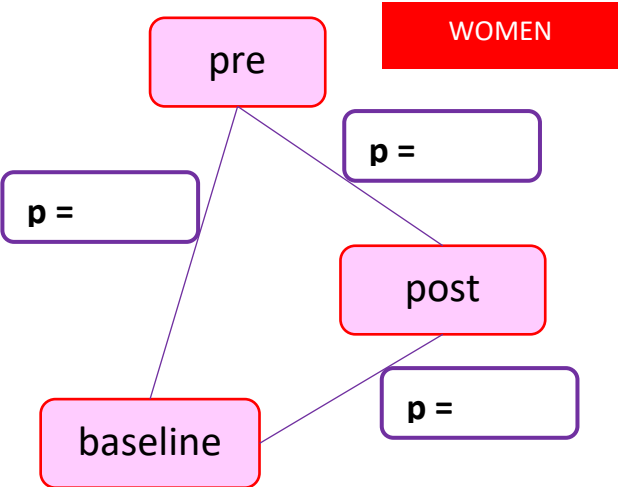 WOMEN
pre
p =
p =
post
p =
baseline